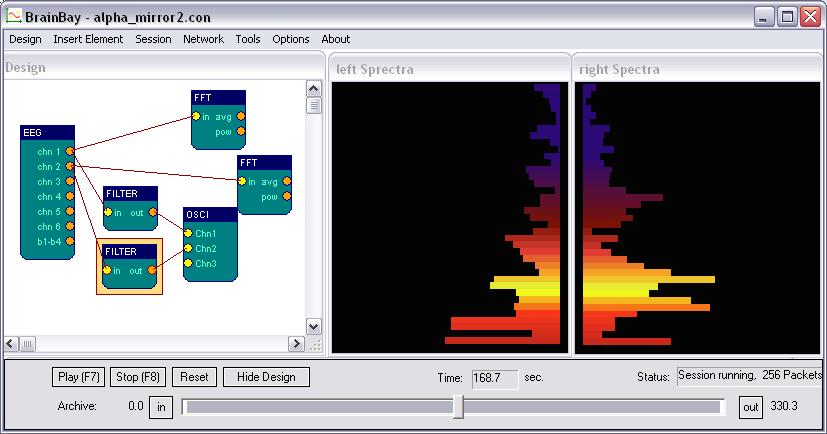 BrainBay - alpha_mirror2.con
Design Insert Element Session Network Tools Options About
Design
left Sprectra
right Spectra
FFT
in avg
pow
EEG
chn 1
chn 2
chn 3
chn 4
chn 5
chn 6
b1-b4
FFT
in avg
pow
FILTER
in out
OSCI
Chn1
Chn2
Chn3
FILTER
in out
Play (F7) Stop (F8) Reset Hide Design Time: 168.7 sec. Status: Session running, 256 Packets
Archive: 0.0 in out 330.3